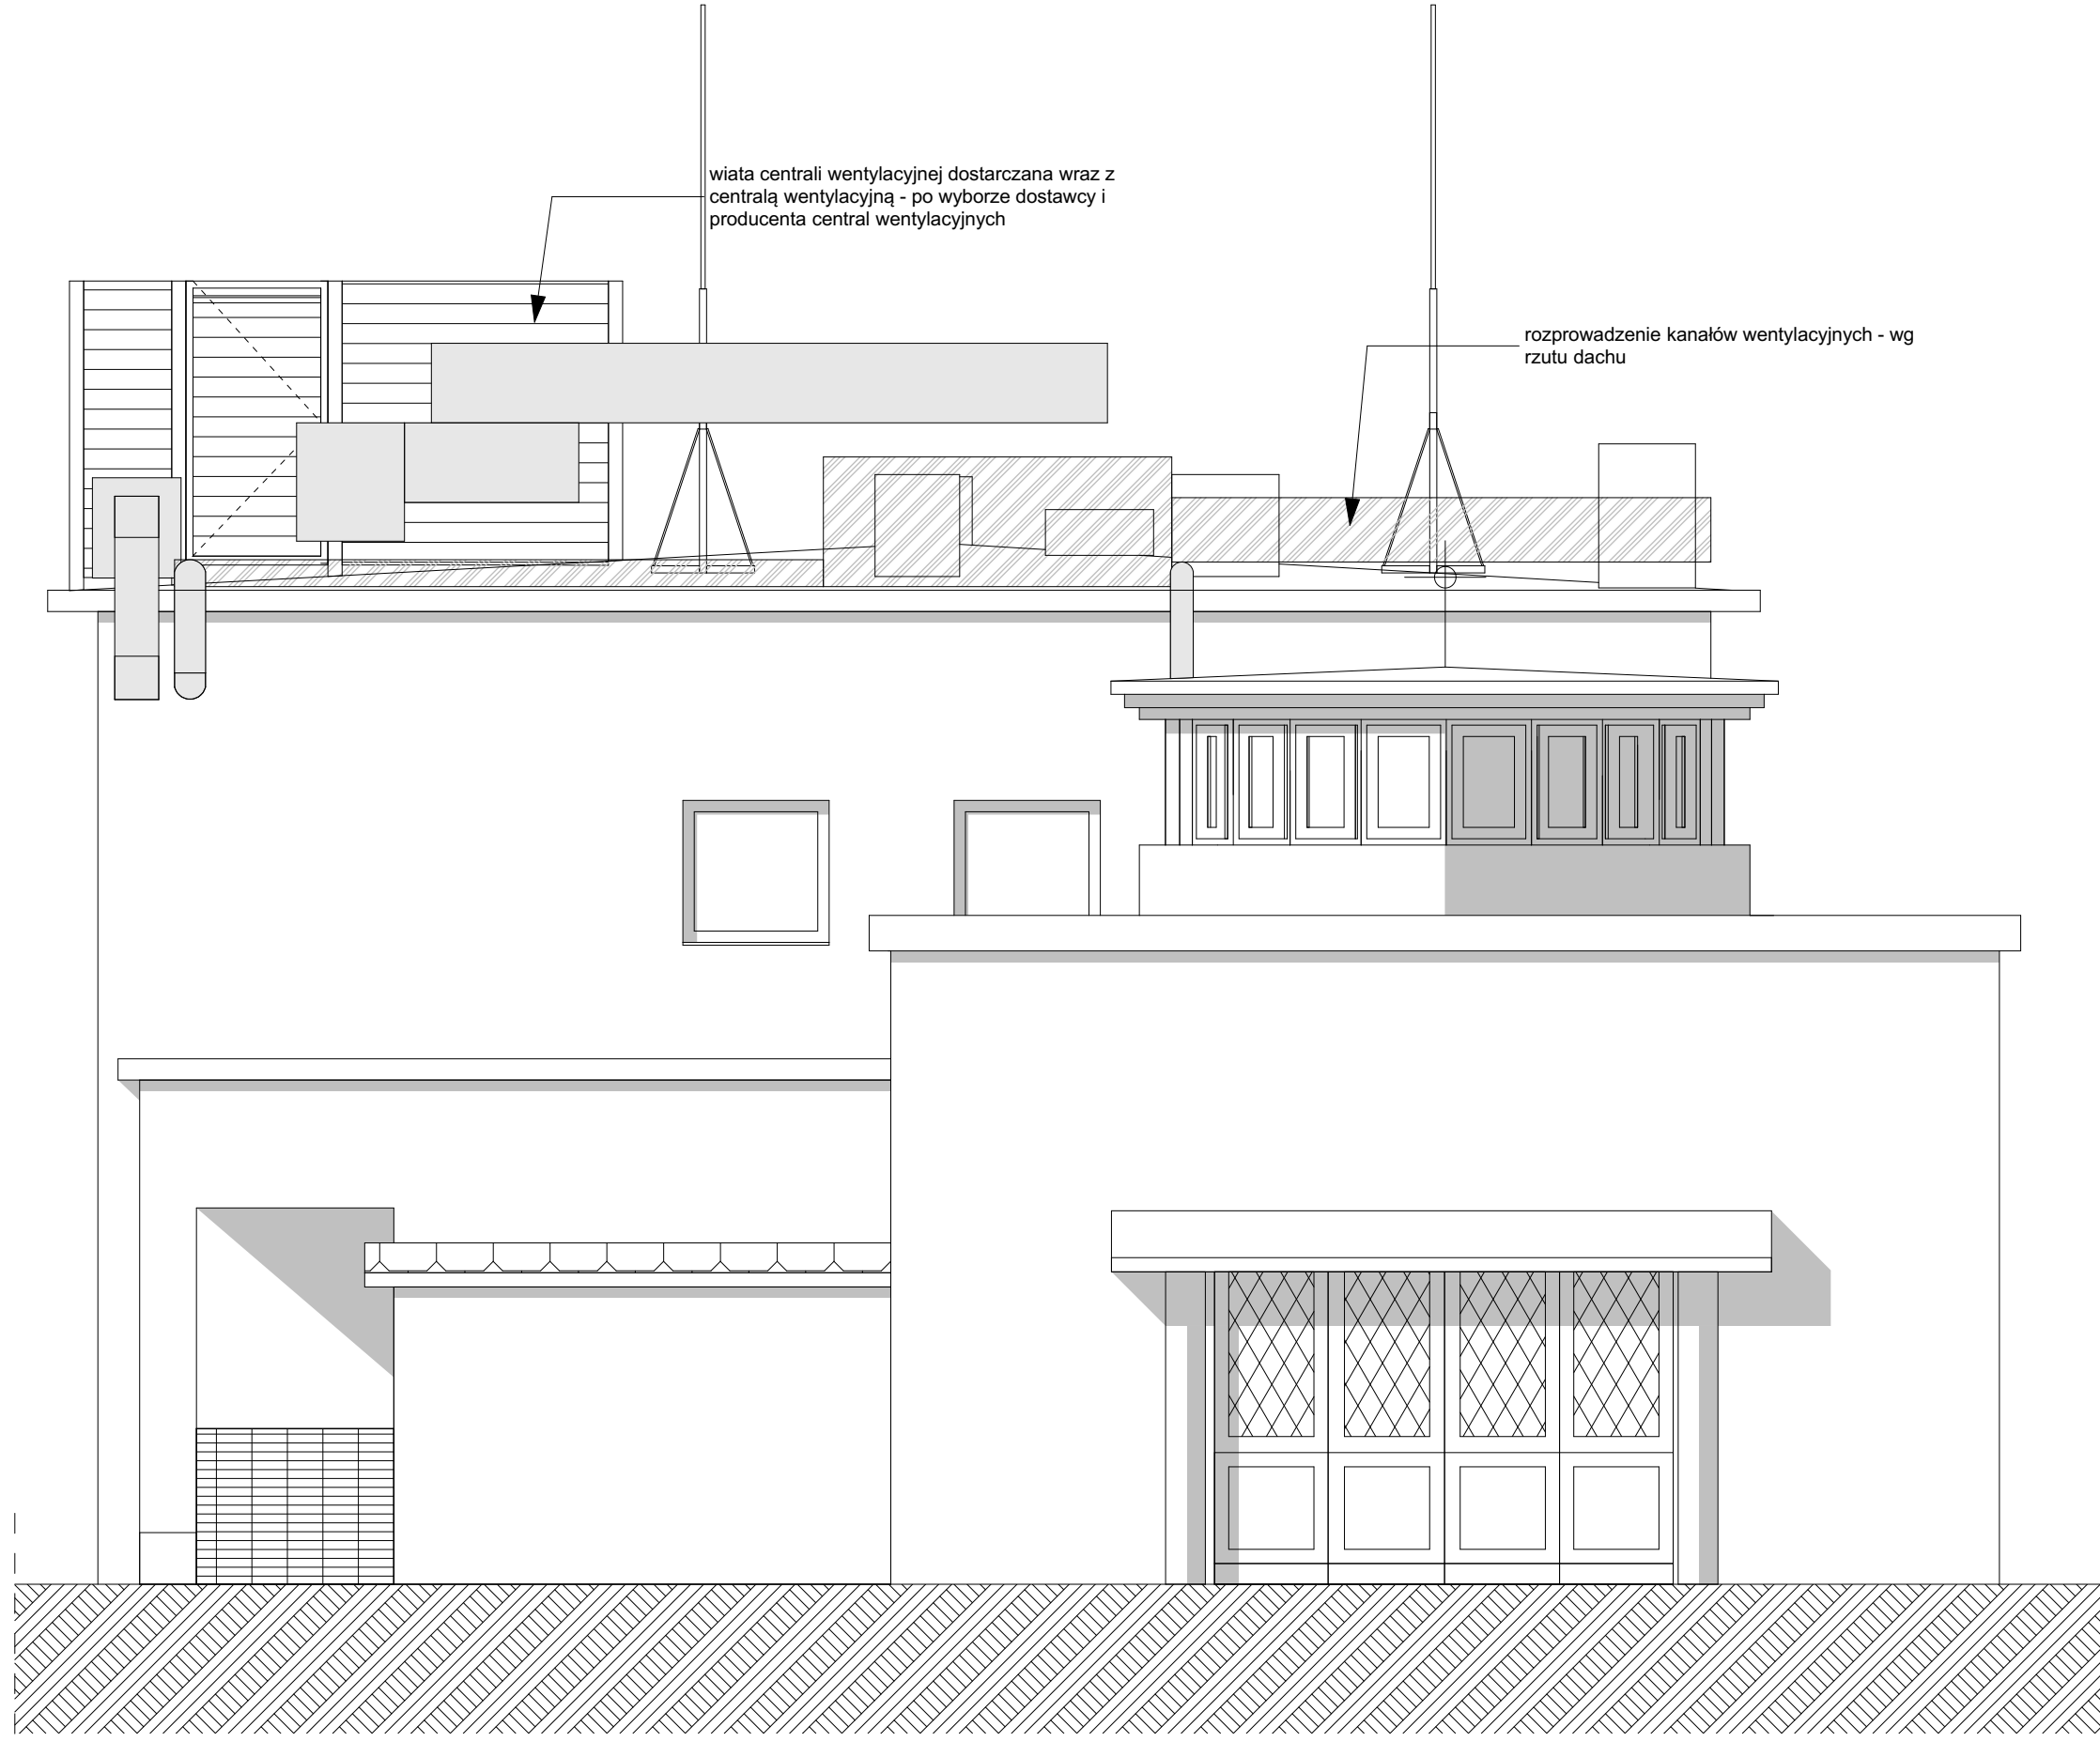 wiata centrali wentylacyjnej dostarczana wraz z
centralą wentylacyjną - po wyborze dostawcy i
producenta central wentylacyjnych
rozprowadzenie kanałów wentylacyjnych - wg
rzutu dachu